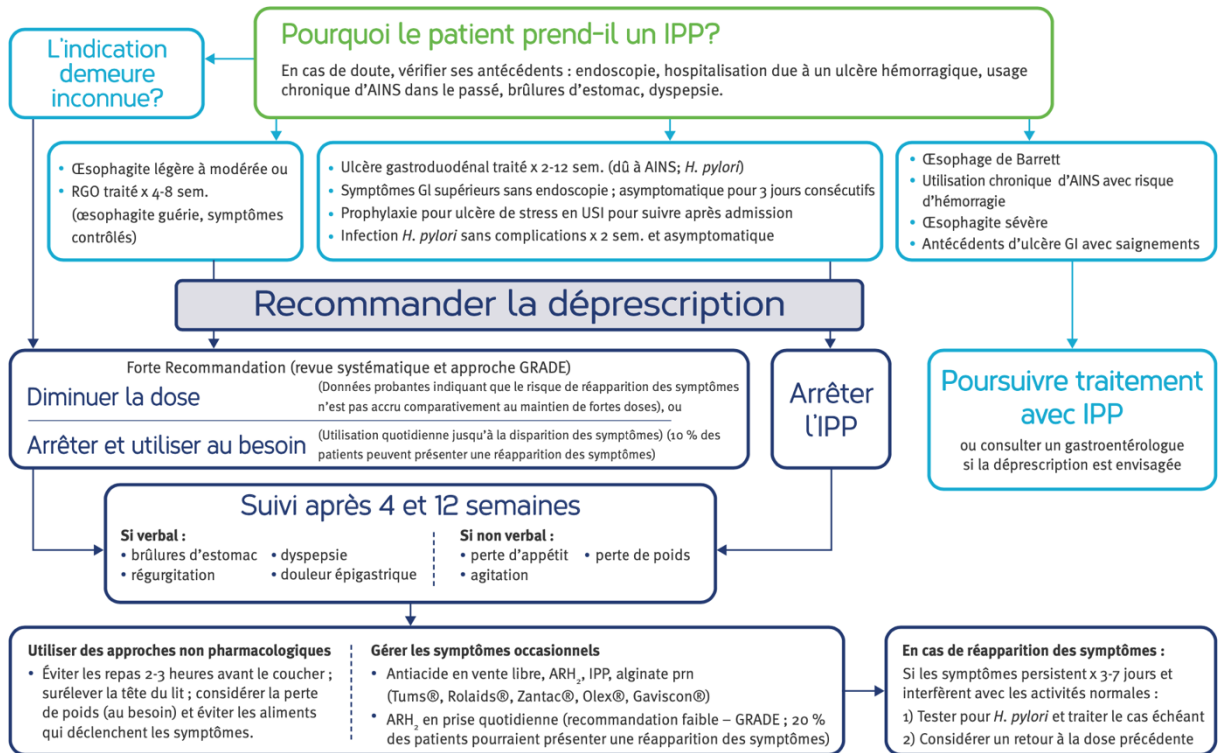 L'indication
demeure
inconnue?
Pourquoi le patient prend-il un IPP?
En cas de doute, vérifier ses antécédents : endoscopie, hospitalisation due à un ulcère hémorragique, usage
chronique d'AINS dans le passé, brûlures d'estomac, dyspepsie.
• Œsophagite légère à modérée ou
• RGO traité x 4-8 sem.
(œsophagite guérie, symptômes
contrôlés)
• Ulcère gastroduodénal traité x 2-12 sem. (dû à AINS; H. pylori)
• Symptômes GI supérieurs sans endoscopie ; asymptomatique pour 3 jours consécutifs
• Prophylaxie pour ulcère de stress en USI pour suivre après admission
• Infection H. pylori sans complications x 2 sem. et asymptomatique
• Œsophage de Barrett
• Utilisation chronique d'AINS avec risque
d'hémorragie
• Œsophagite sévère
• Antécédents d'ulcère GI avec saignements
Recommander la déprescription
Forte Recommandation (revue systématique et approche GRADE)
Diminuer la dose
(Données probantes indiquant que le risque de réapparition des symptômes
n'est pas accru comparativement au maintien de fortes doses), ou
Arrêter et utiliser au besoin
(Utilisation quotidienne jusqu'à la disparition des symptômes) (10 % des
patients peuvent présenter une réapparition des symptômes)
Arrêter
l'IPP
Poursuivre traitement
avec IPP
ou consulter un gastroentérologue
si la déprescription est envisagée
Suivi après 4 et 12 semaines
Si verbal :
• brûlures d'estomac
• régurgitation
• dyspepsie
• douleur épigastrique
Si non verbal :
• perte d'appétit
• agitation
• perte de poids
Utiliser des approches non pharmacologiques
• Éviter les repas 2-3 heures avant le coucher ;
surélever la tête du lit ; considérer la perte
de poids (au besoin) et éviter les aliments
qui déclenchent les symptômes.
Gérer les symptômes occasionnels
• Antiacide en vente libre, ARH₂, IPP, alginate prn
(Tums®, Rolaids®, Zantac®, Olex®, Gaviscon®)
• ARH₂ en prise quotidienne (recommandation faible – GRADE ; 20 %
des patients pourraient présenter une réapparition des symptômes)
En cas de réapparition des symptômes :
Si les symptômes persistent x 3-7 jours et
interfèrent avec les activités normales :
1) Tester pour H. pylori et traiter le cas échéant
2) Considérer un retour à la dose précédente